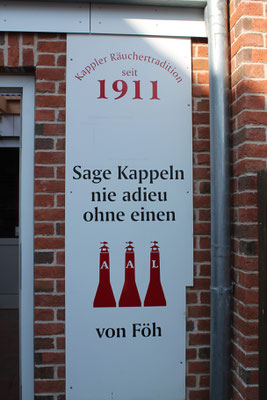 Kappler Räuchertradition
seit
1911
Sage Kappeln
nie adieu
ohne einen
A A L
von Föh